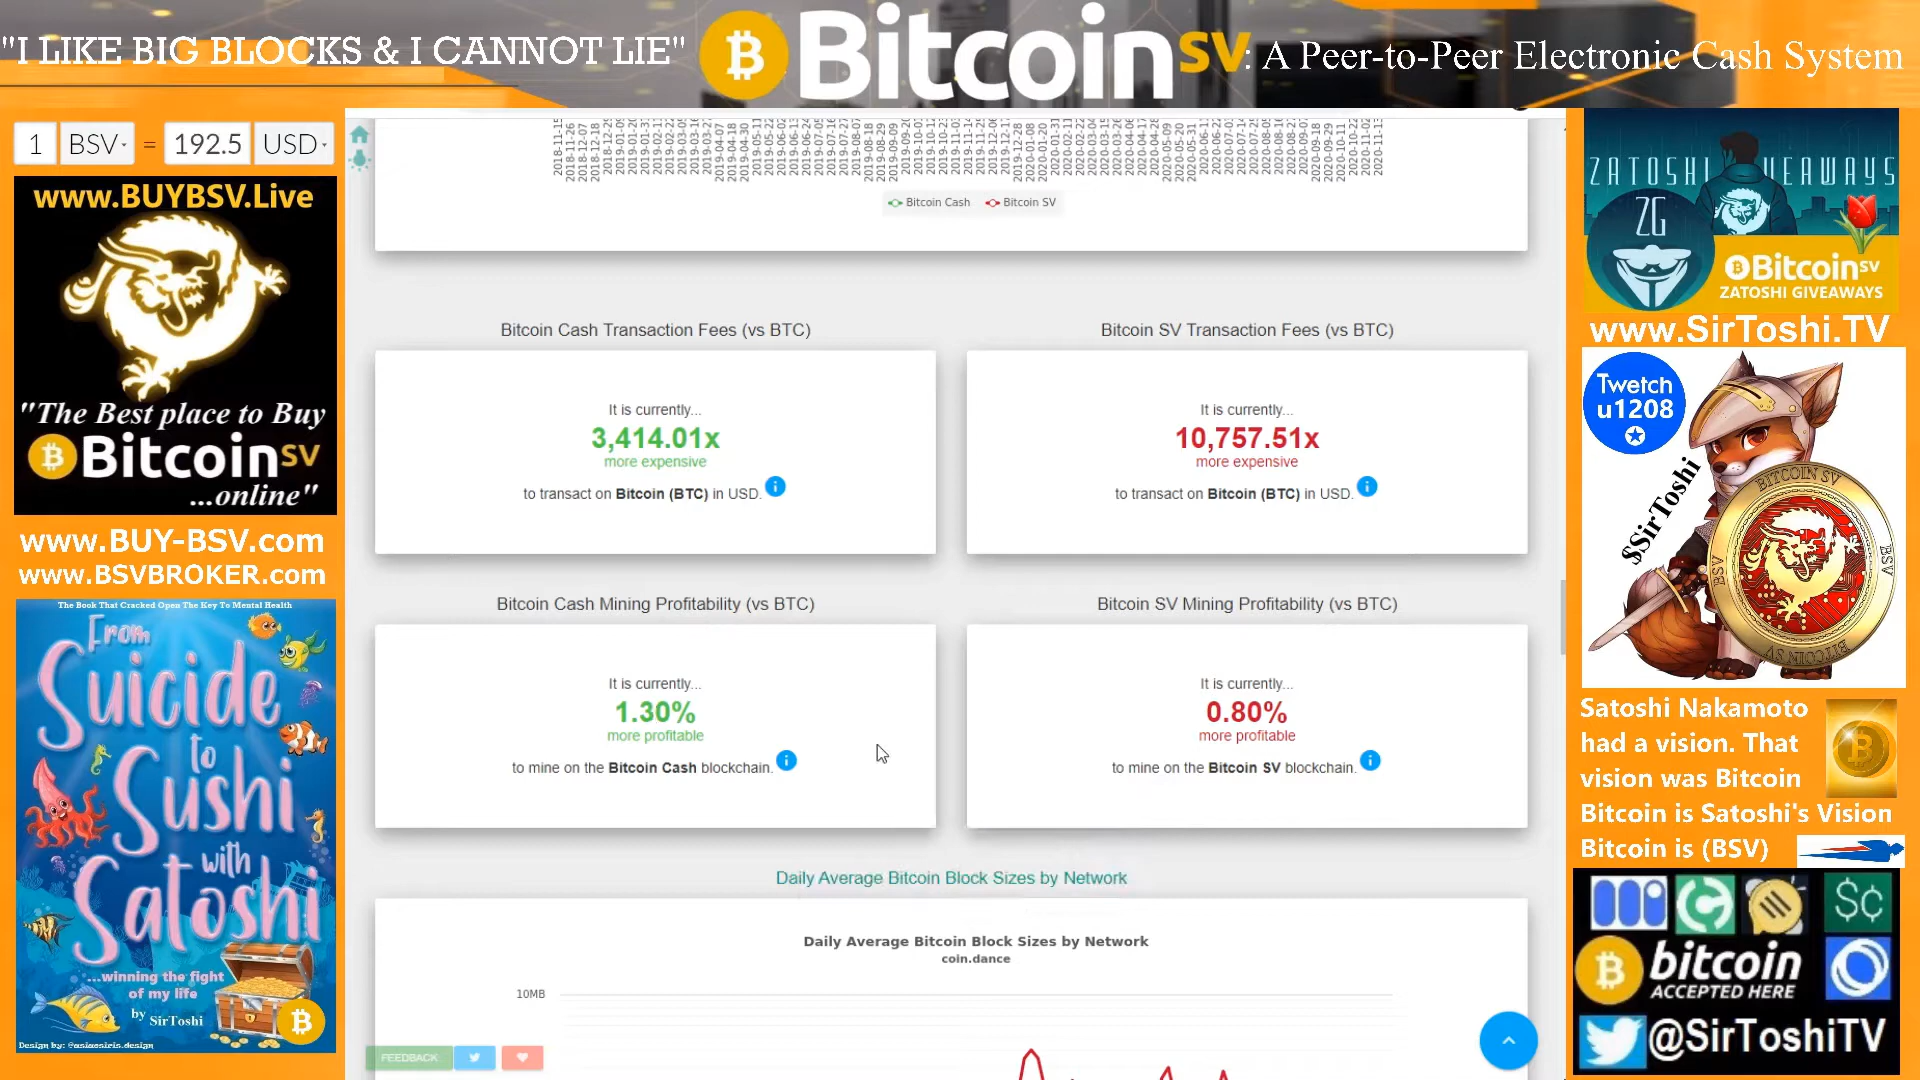 "I LIKE BIG BLOCKS & I CANNOT LIE"
Bitcoin SV : A Peer-to-Peer Electronic Cash System
1 BSV = 192.5 USD
www.BUYBSV.Live
"The Best place to Buy
Bitcoin SV
...online"
www.BUY-BSV.com
www.BSVBROKER.com
The Book That Cracked Open The Key To Mental Health
From
Suicide
to
Sushi
with
Satoshi
...winning the fight
of my life
by SirToshi
Design by: @asiaosiris.design
Bitcoin Cash Bitcoin SV
Bitcoin Cash Transaction Fees (vs BTC)
It is currently...
3,414.01x
more expensive
to transact on Bitcoin (BTC) in USD.
Bitcoin SV Transaction Fees (vs BTC)
It is currently...
10,757.51x
more expensive
to transact on Bitcoin (BTC) in USD.
Bitcoin Cash Mining Profitability (vs BTC)
It is currently...
1.30%
more profitable
to mine on the Bitcoin Cash blockchain.
Bitcoin SV Mining Profitability (vs BTC)
It is currently...
0.80%
more profitable
to mine on the Bitcoin SV blockchain.
Daily Average Bitcoin Block Sizes by Network
Daily Average Bitcoin Block Sizes by Network
coin.dance
10MB
FEEDBACK
ZATOSHI
EAWAYS
ZG
Bitcoin SV
ZATOSHI GIVEAWAYS
www.SirToshi.TV
Twetch
u1208
$SirToshi
BITCOIN SV
BSV
BSV
BITCOIN SV
Satoshi Nakamoto
had a vision. That
vision was Bitcoin
Bitcoin is Satoshi's Vision
Bitcoin is (BSV)
bitcoin
ACCEPTED HERE
@SirToshiTV